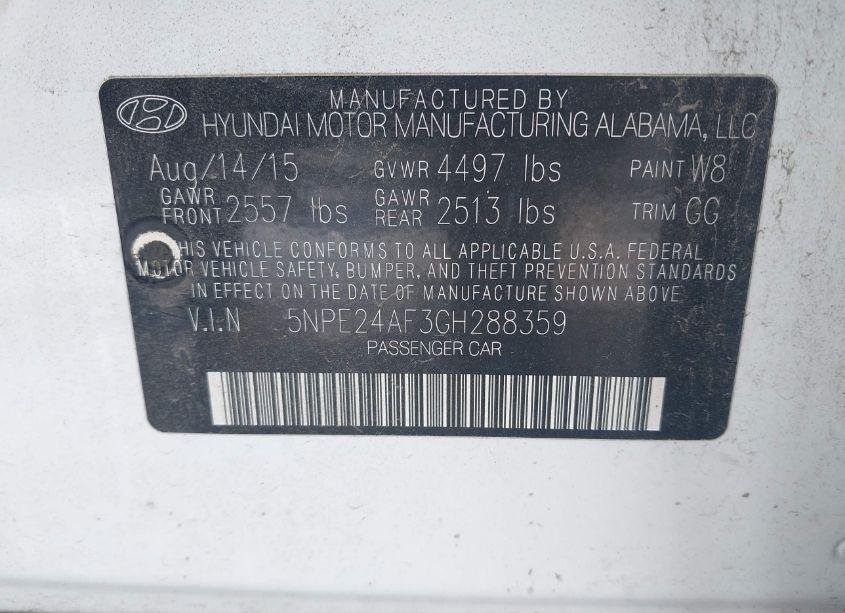 MANUFACTURED BY
HYUNDAI MOTOR MANUFACTURING ALABAMA, LLC
Aug/14/15 GVWR 4497 lbs PAINT W8
GAWR FRONT 2557 lbs GAWR REAR 2513 lbs TRIM GG
THIS VEHICLE CONFORMS TO ALL APPLICABLE U.S.A. FEDERAL
MOTOR VEHICLE SAFETY, BUMPER, AND THEFT PREVENTION STANDARDS
IN EFFECT ON THE DATE OF MANUFACTURE SHOWN ABOVE
V.I.N 5NPE24AF3GH288359
PASSENGER CAR